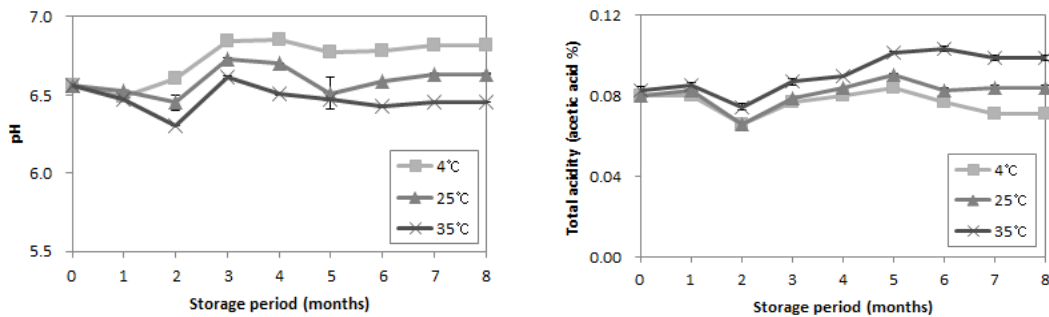 7.0
6.5
6.0
5.5
pH
0 1 2 3 4 5 6 7 8
Storage period (months)
4℃
25℃
35℃
0.12
0.08
0.04
0.00
Total acidity (acetic acid %)
0 1 2 3 4 5 6 7 8
Storage period (months)
4℃
25℃
35℃